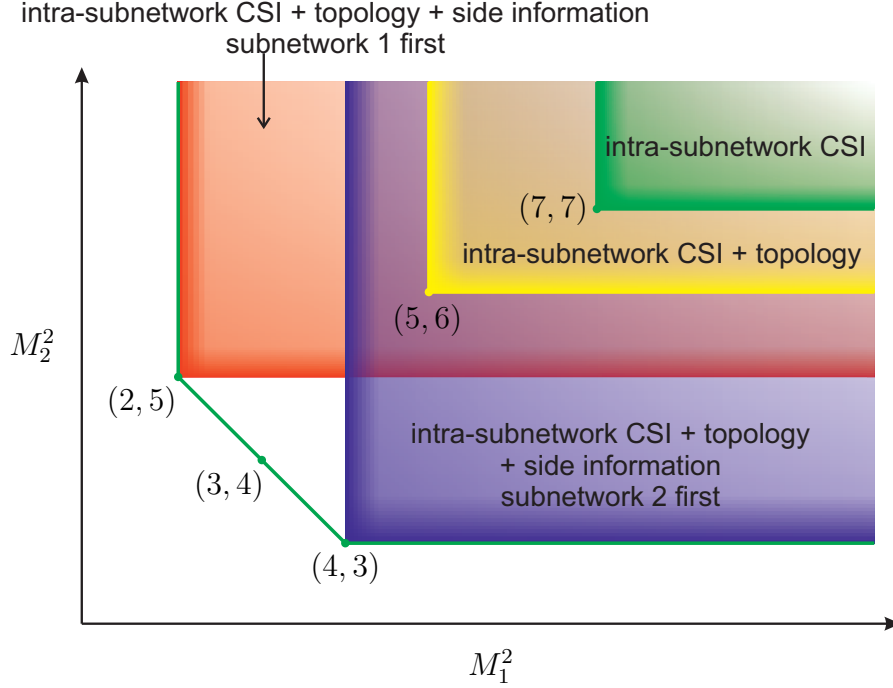 intra-subnetwork CSI + topology + side information
subnetwork 1 first
intra-subnetwork CSI
(7, 7)
intra-subnetwork CSI + topology
(5, 6)
M_2^2
(2, 5)
intra-subnetwork CSI + topology
+ side information
subnetwork 2 first
(3, 4)
(4, 3)
M_1^2